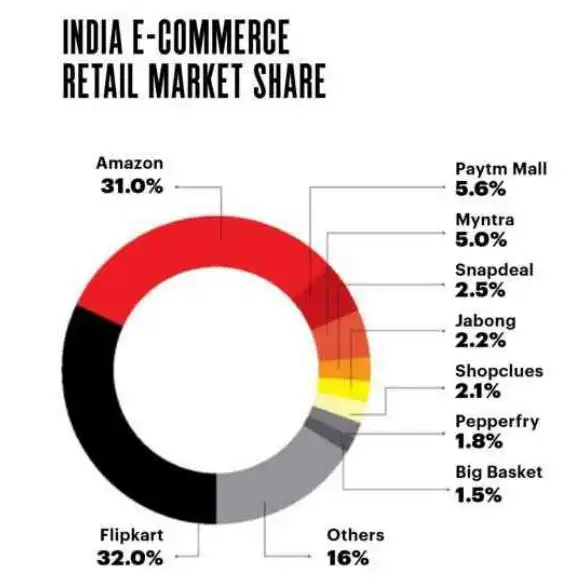 INDIA E-COMMERCE
RETAIL MARKET SHARE
Amazon
31.0%
Paytm Mall
5.6%
Myntra
5.0%
Snapdeal
2.5%
Jabong
2.2%
Shopclues
2.1%
Pepperfry
1.8%
Big Basket
1.5%
Flipkart
32.0%
Others
16%